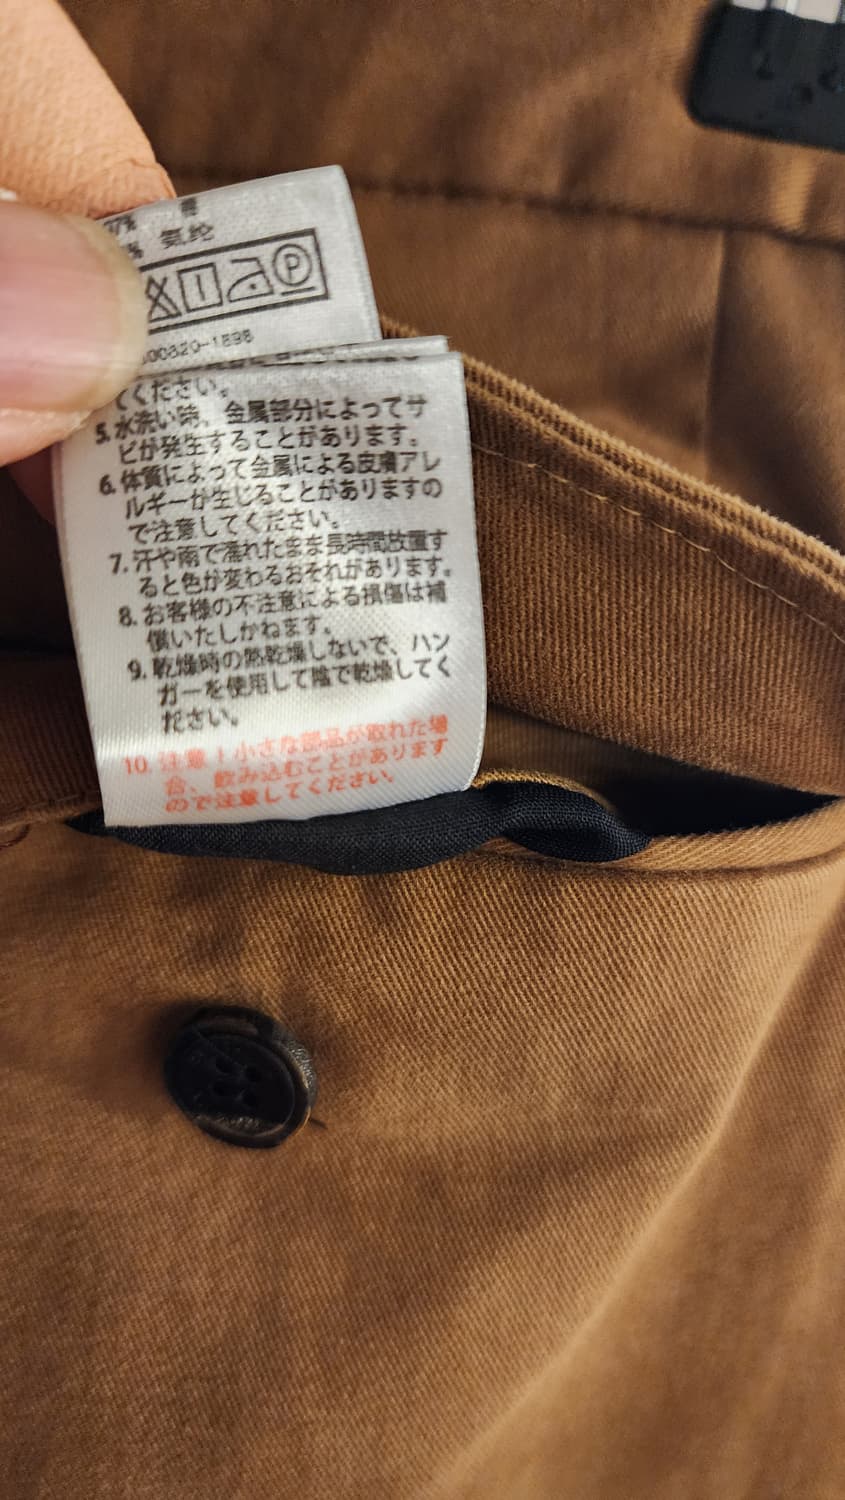 氨纶
00820-1898
てください。
5. 水洗い時、金属部分によってサ
ビが発生することがあります。
6. 体質によって金属による皮膚アレ
ルギーが生じることがありますの
で注意してください。
7. 汗や雨で濡れたまま長時間放置す
ると色が変わるおそれがあります。
8. お客様の不注意による損傷は補
償いたしかねます。
9. 乾燥時の熱乾燥しないで、ハン
ガーを使用して陰で乾燥してく
ださい。
10. 注意!小さな部品が取れた場
合、飲み込むことがあります
ので注意してください。